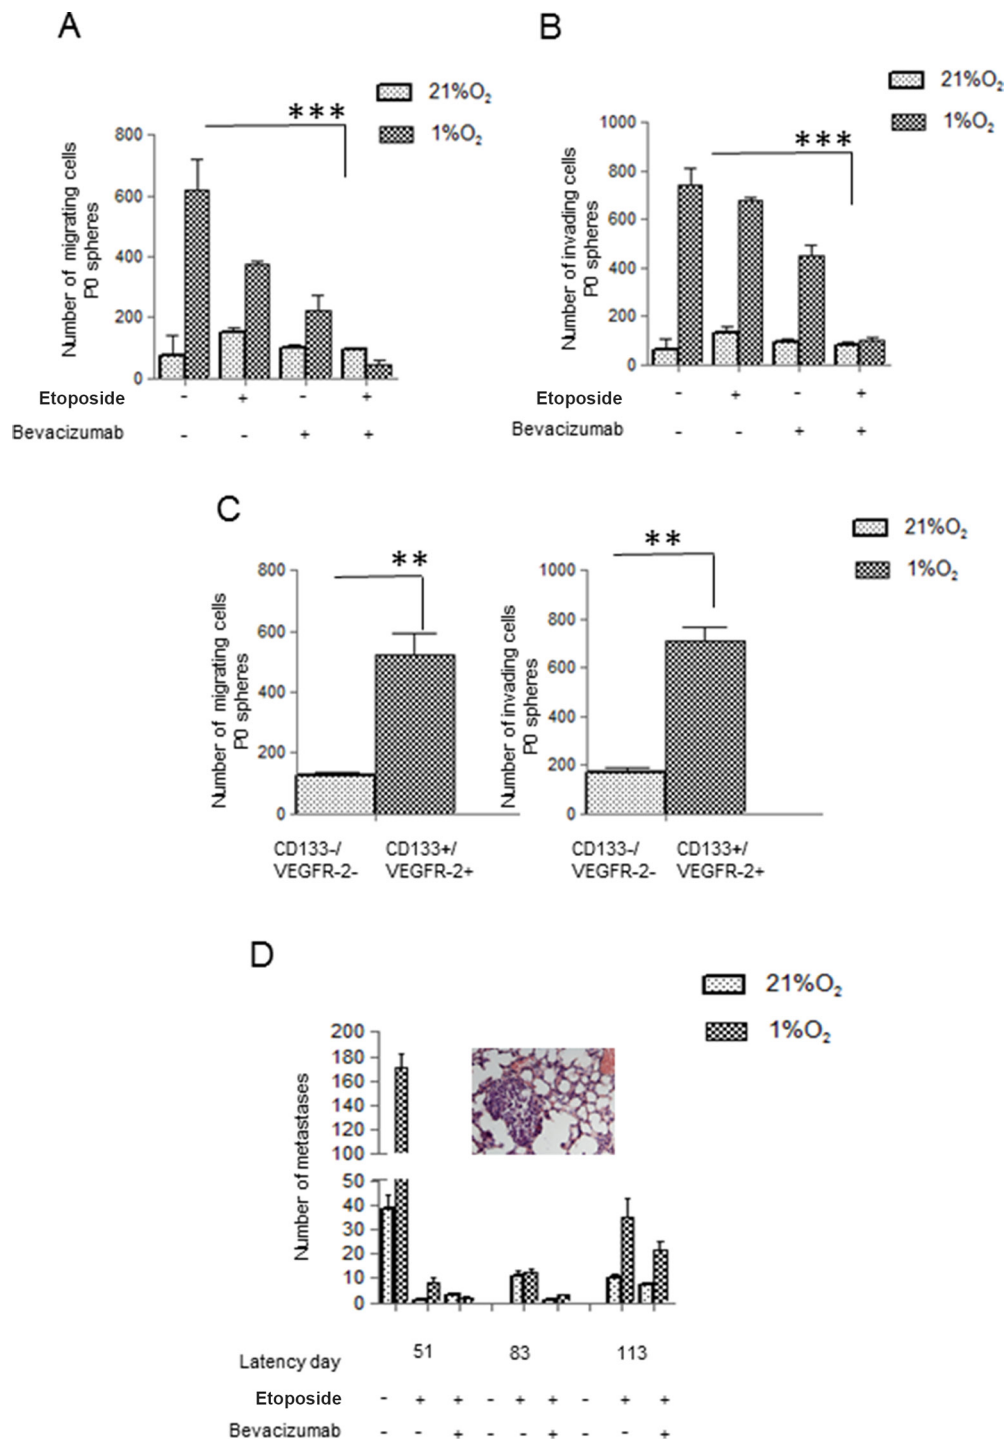 A
21%O₂
1%O₂
***
800
600
400
200
0
Number of migrating cells
P0 spheres
Etoposide - + - +
Bevacizumab - - + +
B
21%O₂
1%O₂
***
1000
800
600
400
200
0
Number of invading cells
P0 spheres
Etoposide - + - +
Bevacizumab - - + +
C
21%O₂
1%O₂
**
800
600
400
200
0
Number of migrating cells
P0 spheres
CD133-/ CD133+/
VEGFR-2- VEGFR-2+
**
1000
800
600
400
200
0
Number of invading cells
P0 spheres
CD133-/ CD133+/
VEGFR-2- VEGFR-2+
D
21%O₂
1%O₂
200
180
160
140
120
100
50
40
30
20
10
0
Number of metastases
Latency day 51 83 113
Etoposide - + + - + + - + +
Bevacizumab - - + - - + - - +